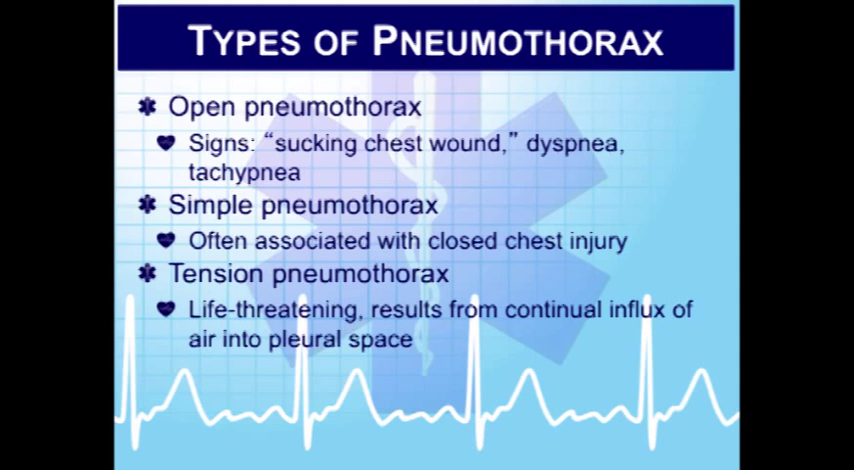 TYPES OF PNEUMOTHORAX
Open pneumothorax
Signs: “sucking chest wound,” dyspnea,
tachypnea
Simple pneumothorax
Often associated with closed chest injury
Tension pneumothorax
Life-threatening, results from continual influx of
air into pleural space